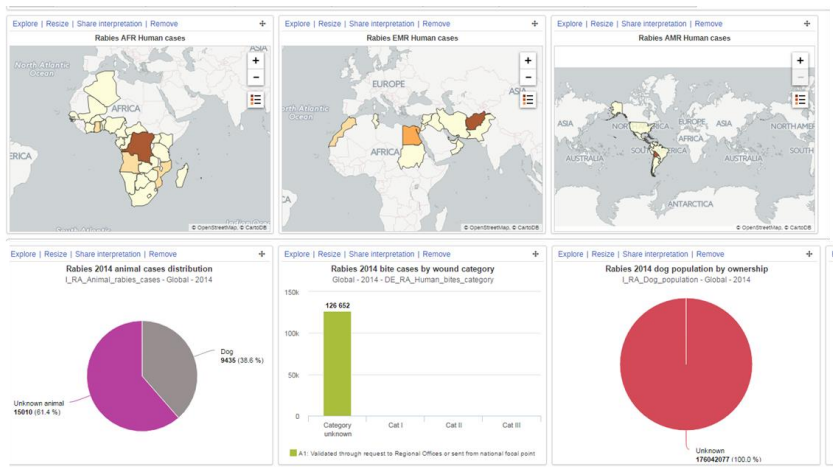 Explore | Resize | Share interpretation | Remove
Rabies AFR Human cases
ASIA
North Atlantic
Ocean
AFRICA
ERICA
+
−
© OpenStreetMap, © CartoDB
Explore | Resize | Share interpretation | Remove
Rabies EMR Human cases
EUROPE
ASIA
Ocean
AFRICA
CA
+
−
© OpenStreetMap, © CartoDB
Explore | Resize | Share interpretation | Remove
Rabies AMR Human cases
ASIA
EUROPE
ASIA
NORTH AMER
AFRICA
AUSTRALIA
AUSTRALIA
SOUTH
ANTARCTICA
+
−
© OpenStreetMap, © CartoDB
Explore | Resize | Share interpretation | Remove
Rabies 2014 animal cases distribution
I_RA_Animal_rabies_cases - Global - 2014
Dog
9435 (38.6 %)
Unknown animal
15010 (61.4 %)
Explore | Resize | Share interpretation | Remove
Rabies 2014 bite cases by wound category
Global - 2014 - DE_RA_Human_bites_category
150k
126 652
100k
50k
0
Category
unknown
Cat I
Cat II
Cat III
A1: Validated through request to Regional Offices or sent from national focal point
Explore | Resize | Share interpretation | Remove
Rabies 2014 dog population by ownership
I_RA_Dog_population - Global - 2014
Unknown
176042077 (100.0 %)